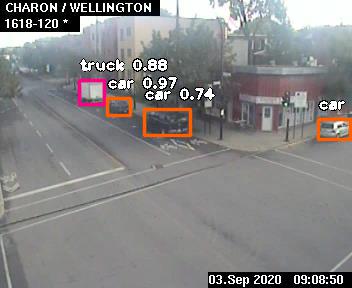 CHARON / WELLINGTON
1618-120 *
truck 0.88
car 0.97
car 0.74
car
03.Sep 2020 09:08:50